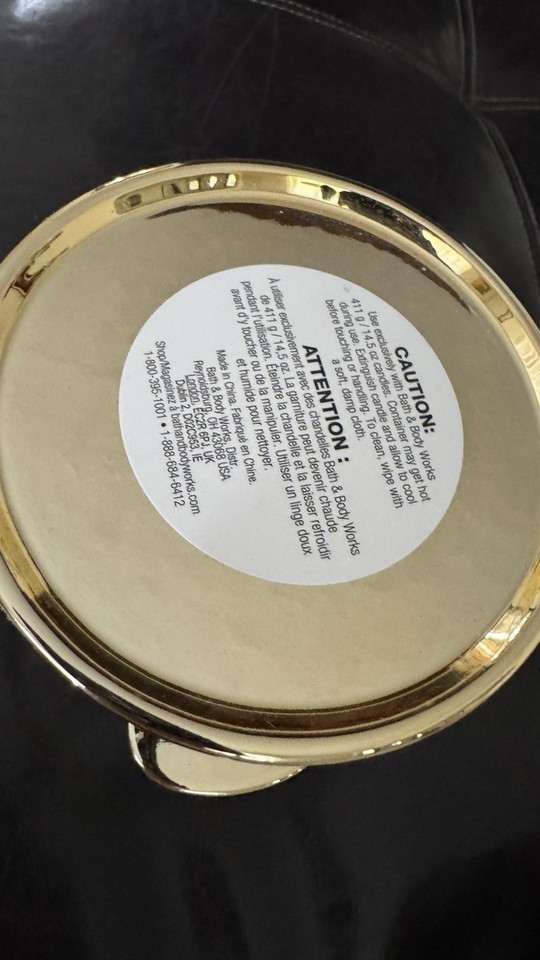 CAUTION:
Use exclusively with Bath & Body Works
411 g / 14,5 oz candles. Container may get hot
during use. Extinguish candle and allow to cool
before touching or handling. To clean, wipe with
a soft, damp cloth.
ATTENTION :
À utiliser exclusivement avec des chandelles Bath & Body Works
de 411 g / 14,5 oz. La garniture peut devenir chaude
pendant l'utilisation. Éteindre la chandelle et la laisser refroidir
avant d'y toucher ou de la manipuler. Utiliser un linge doux
et humide pour nettoyer.
Made in China. Fabriqué en Chine.
Bath & Body Works, Distr.
Reynoldsburg, OH 43068, USA
London, EC2R 8PJ, UK
Dublin 2, D02C953, IE
Shop/Magasinez à bathandbodyworks.com
1-800-395-1001 • 1-888-684-6412